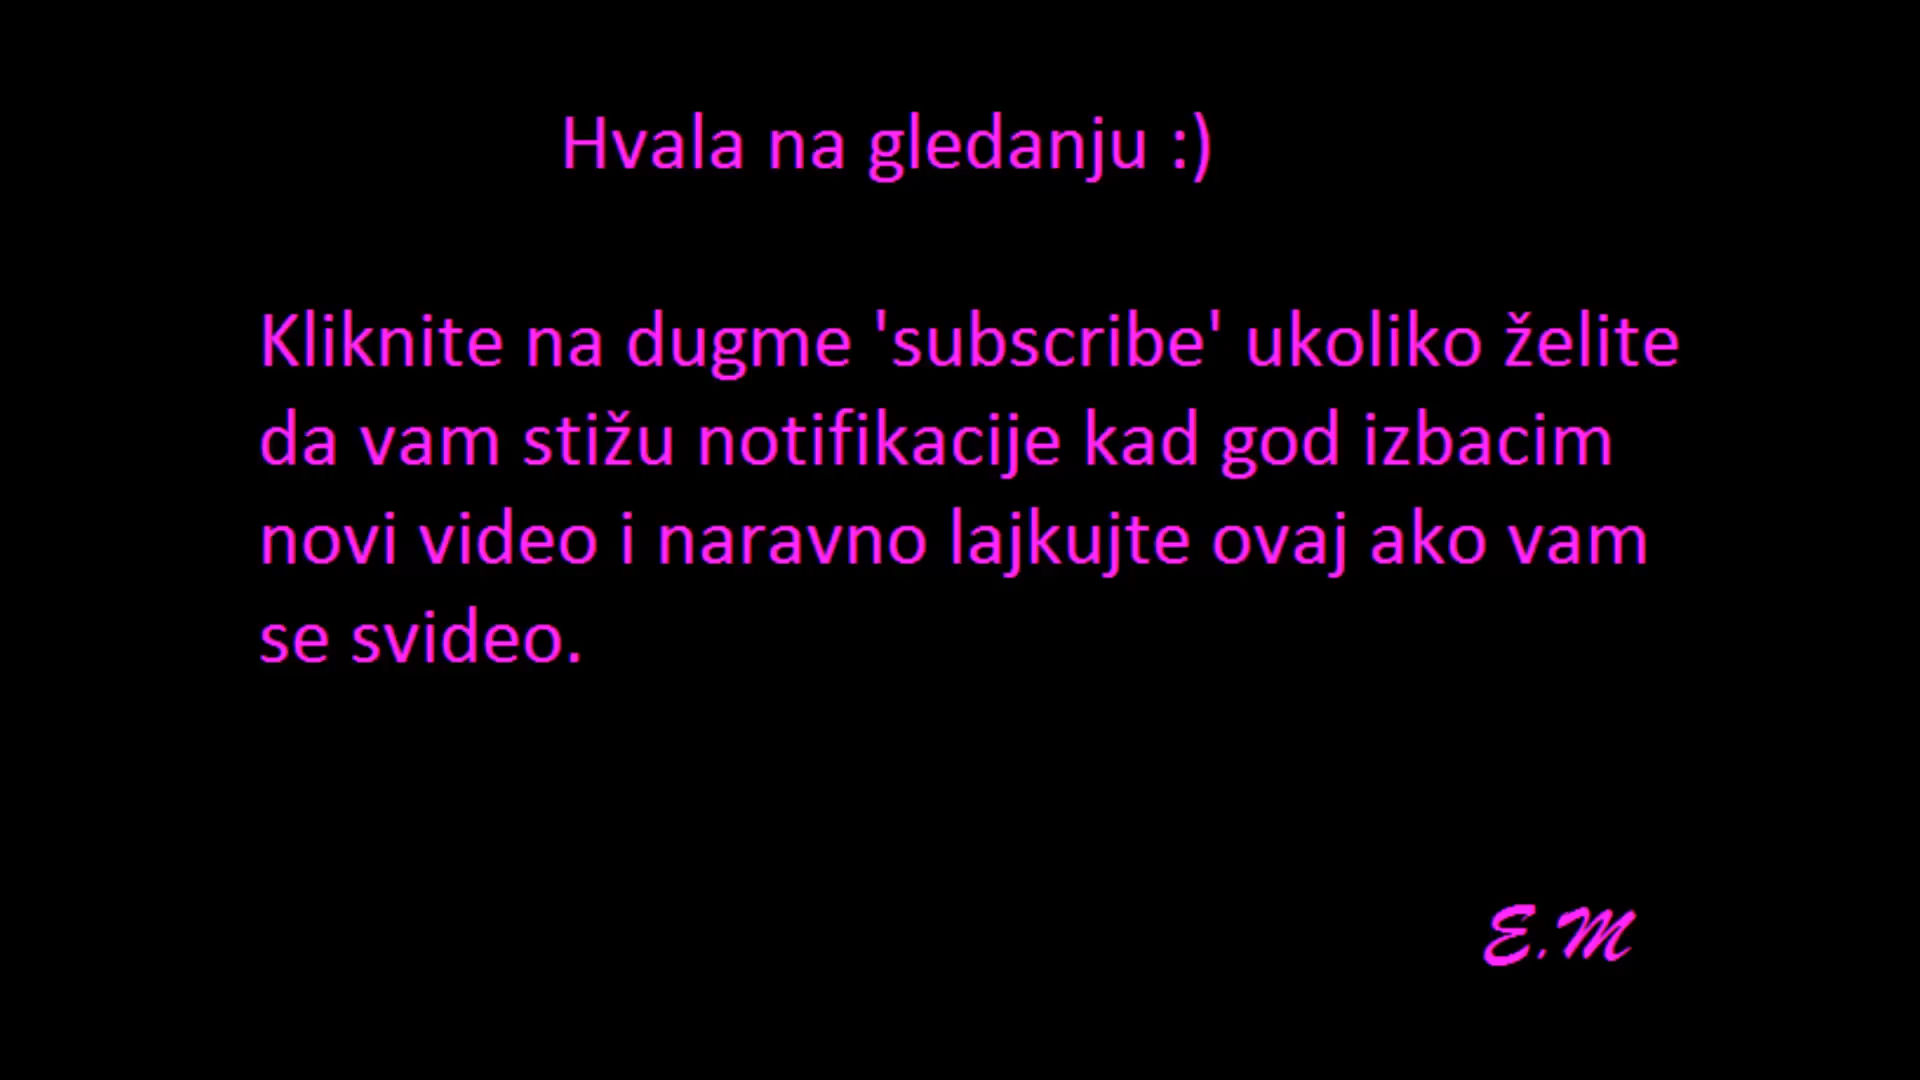 Hvala na gledanju :)
Kliknite na dugme 'subscribe' ukoliko želite
da vam stižu notifikacije kad god izbacim
novi video i naravno lajkujte ovaj ako vam
se svideo.
E.M